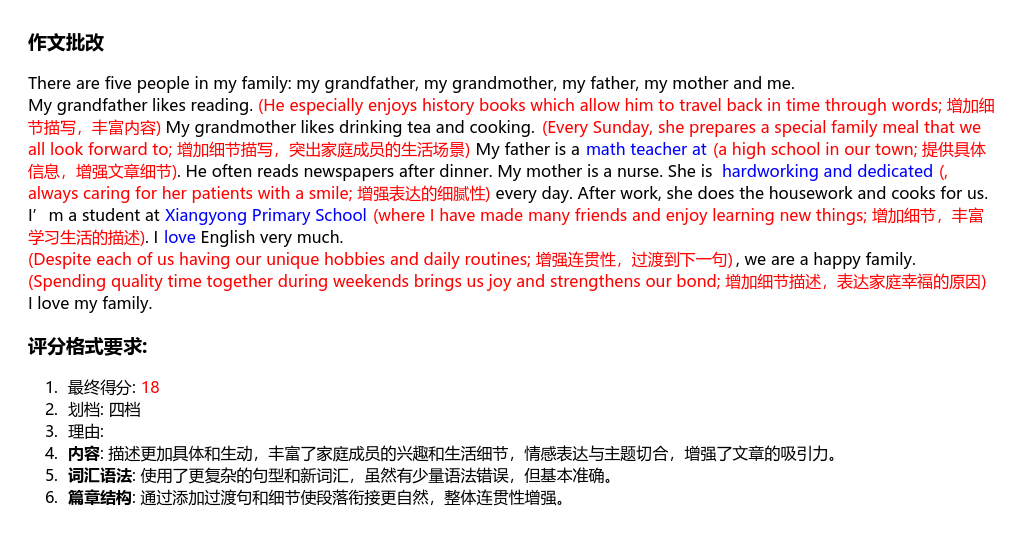 作文批改
There are five people in my family: my grandfather, my grandmother, my father, my mother and me.
My grandfather likes reading. (He especially enjoys history books which allow him to travel back in time through words; 增加细
节描写，丰富内容) My grandmother likes drinking tea and cooking. (Every Sunday, she prepares a special family meal that we
all look forward to; 增加细节描写，突出家庭成员的生活场景) My father is a math teacher at (a high school in our town; 提供具体
信息，增强文章细节). He often reads newspapers after dinner. My mother is a nurse. She is hardworking and dedicated (,
always caring for her patients with a smile; 增强表达的细腻性) every day. After work, she does the housework and cooks for us.
I’m a student at Xiangyong Primary School (where I have made many friends and enjoy learning new things; 增加细节，丰富
学习生活的描述). I love English very much.
(Despite each of us having our unique hobbies and daily routines; 增强连贯性，过渡到下一句), we are a happy family.
(Spending quality time together during weekends brings us joy and strengthens our bond; 增加细节描述，表达家庭幸福的原因)
I love my family.
评分格式要求:
1. 最终得分: 18
2. 划档: 四档
3. 理由:
4. 内容: 描述更加具体和生动，丰富了家庭成员的兴趣和生活细节，情感表达与主题切合，增强了文章的吸引力。
5. 词汇语法: 使用了更复杂的句型和新词汇，虽然有少量语法错误，但基本准确。
6. 篇章结构: 通过添加过渡句和细节使段落衔接更自然，整体连贯性增强。